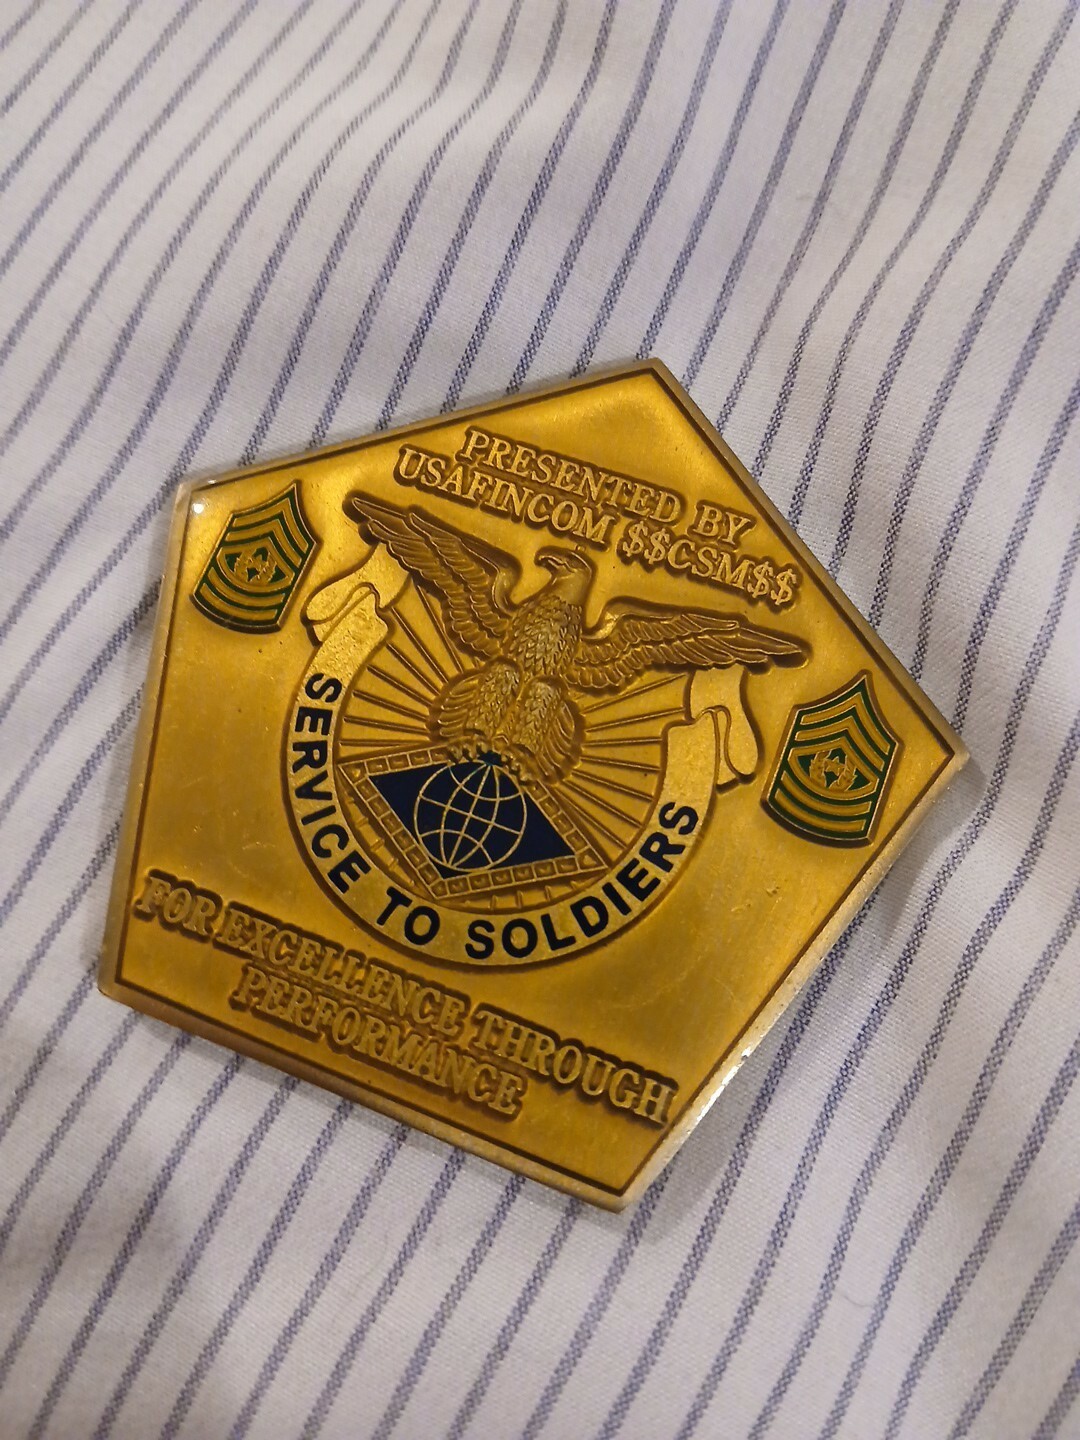 PRESENTED BY
USAFINCOM $$CSM$$
SERVICE TO SOLDIERS
FOR EXCELLENCE THROUGH
PERFORMANCE